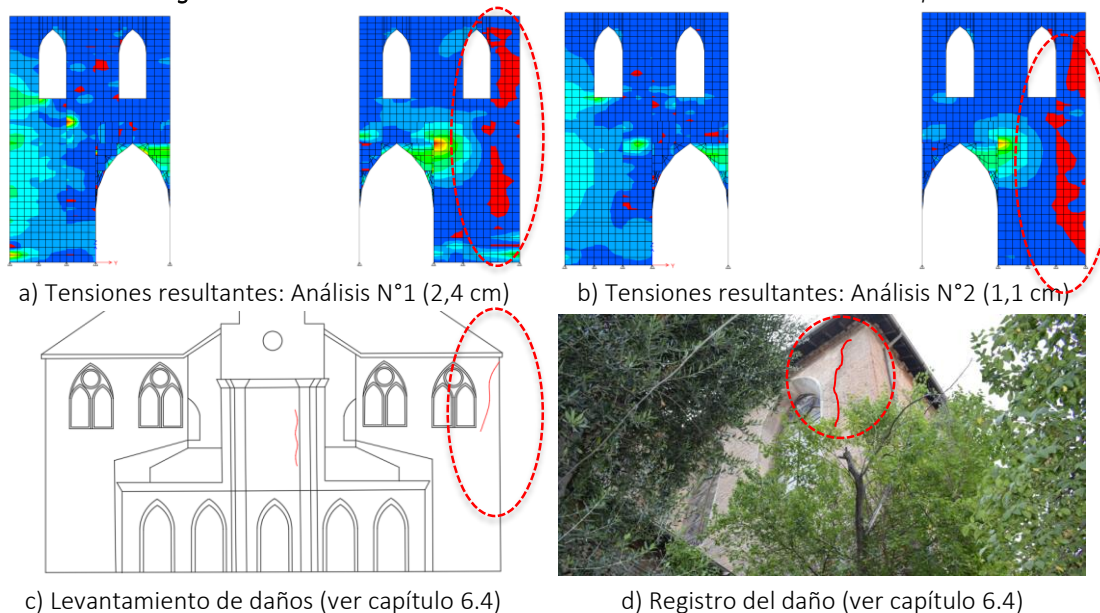 a) Tensiones resultantes: Análisis N°1 (2,4 cm)
b) Tensiones resultantes: Análisis N°2 (1,1 cm)
c) Levantamiento de daños (ver capítulo 6.4)
d) Registro del daño (ver capítulo 6.4)